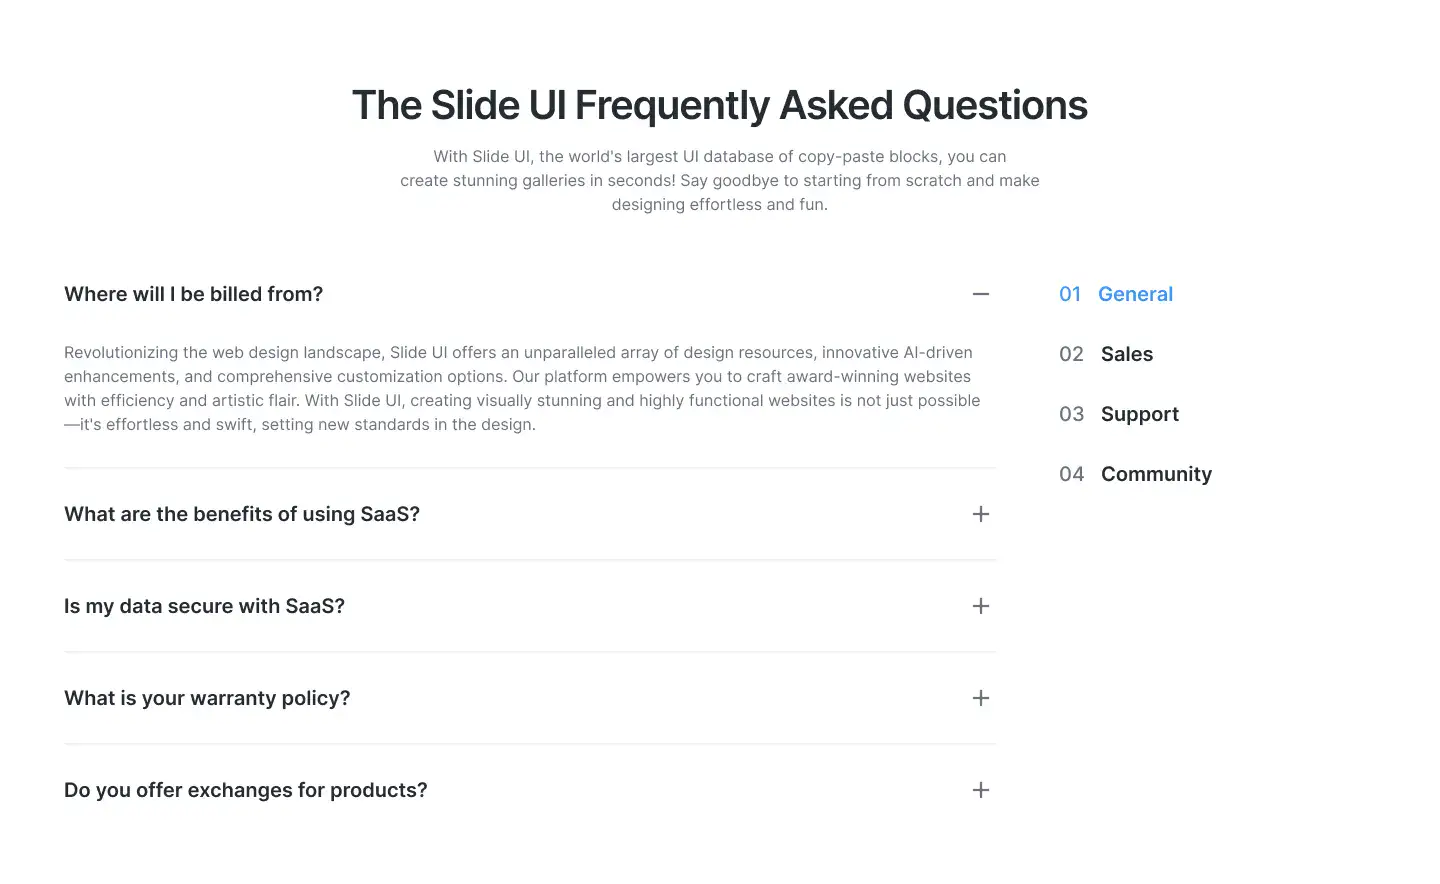 The Slide UI Frequently Asked Questions
With Slide UI, the world's largest UI database of copy-paste blocks, you can
create stunning galleries in seconds! Say goodbye to starting from scratch and make
designing effortless and fun.
Where will I be billed from?
Revolutionizing the web design landscape, Slide UI offers an unparalleled array of design resources, innovative AI-driven
enhancements, and comprehensive customization options. Our platform empowers you to craft award-winning websites
with efficiency and artistic flair. With Slide UI, creating visually stunning and highly functional websites is not just possible
—it's effortless and swift, setting new standards in the design.
What are the benefits of using SaaS?
Is my data secure with SaaS?
What is your warranty policy?
Do you offer exchanges for products?
01 General
02 Sales
03 Support
04 Community